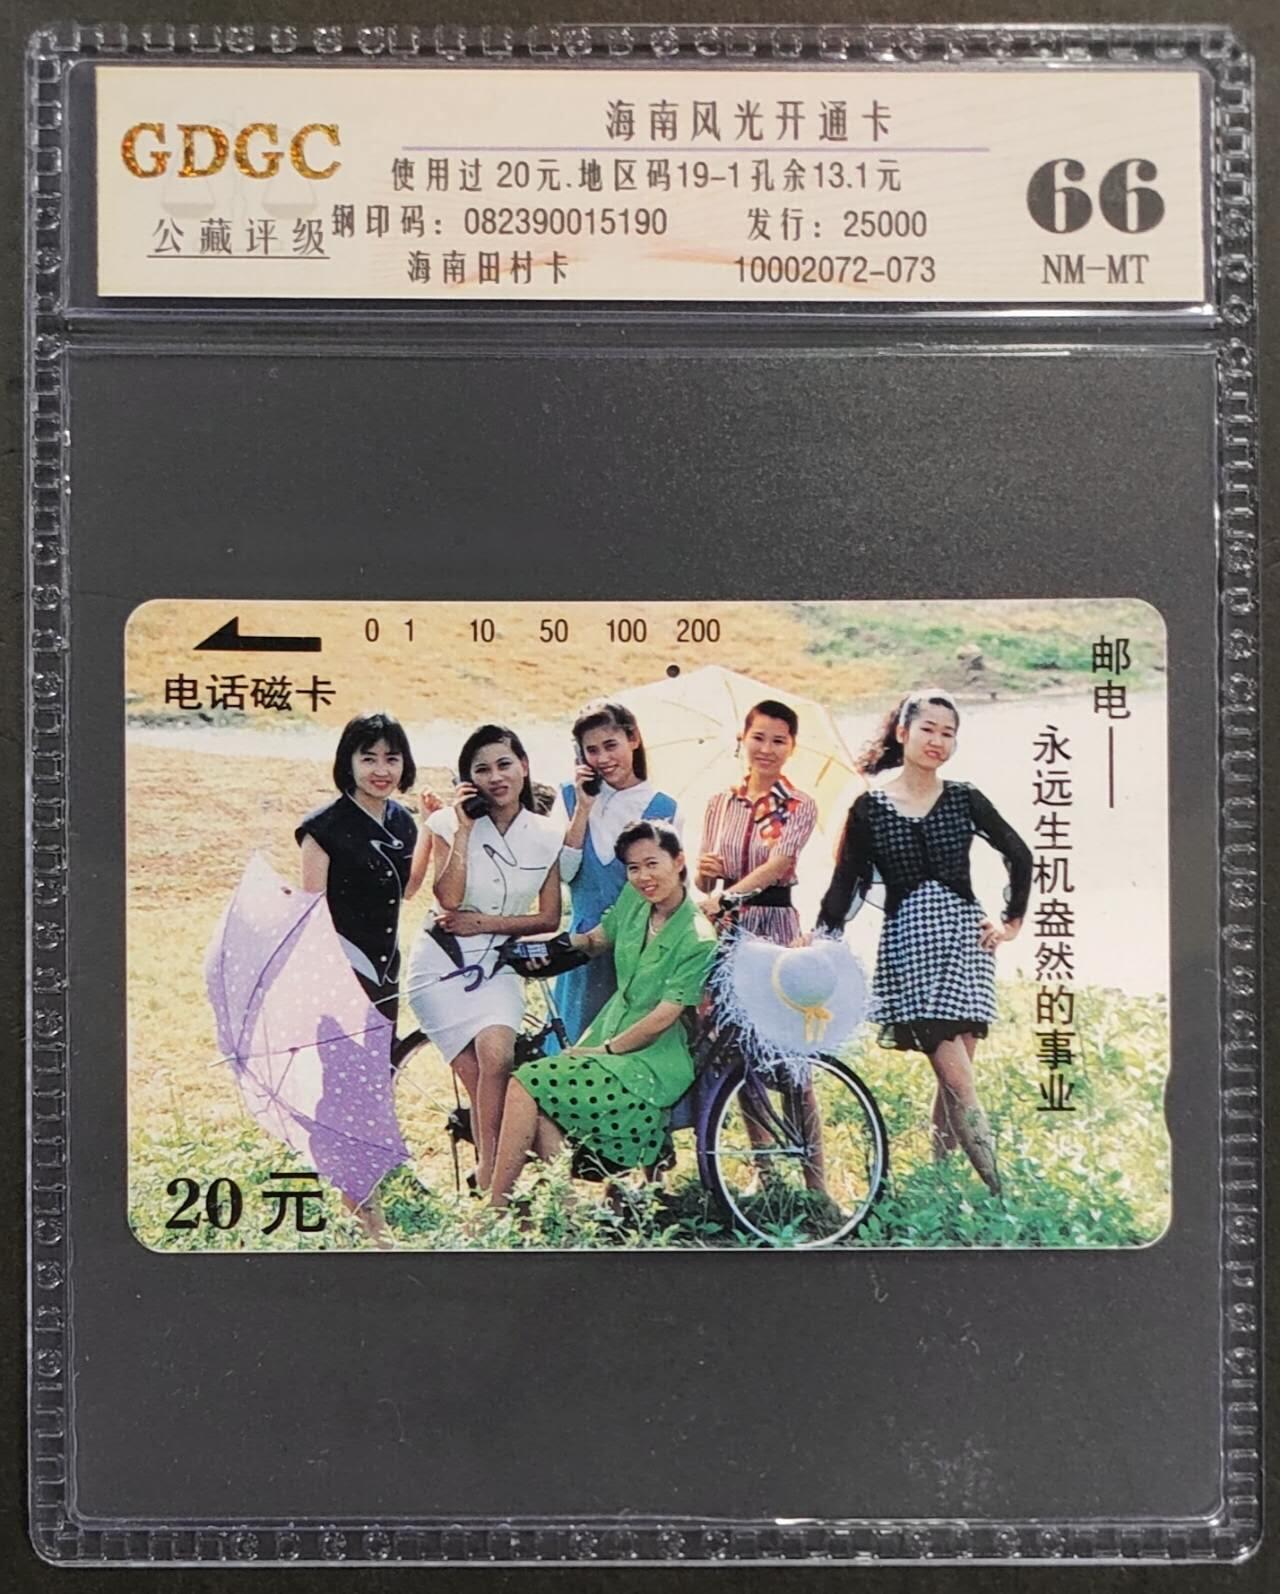 海南风光开通卡
GDGC
使用过 20元.地区码19-1孔余13.1元
66
公藏评级
钢印码：082390015190 发行：25000
海南田村卡 10002072-073
NM-MT
0 1 10 50 100 200
电话磁卡
邮电——
永远生机盎然的事业
20元